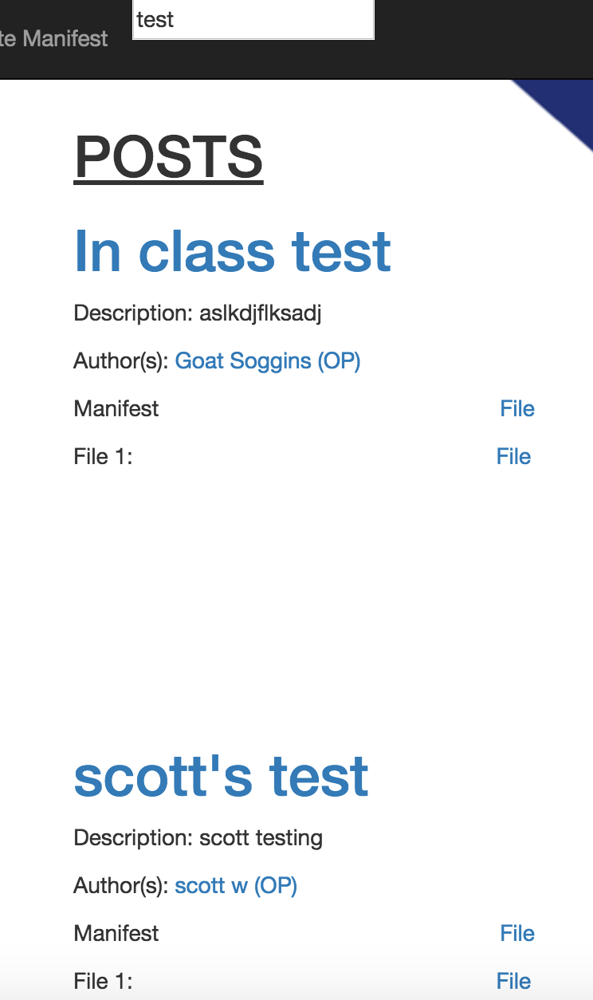 test
te Manifest
POSTS
In class test
Description: aslkdjflksadj
Author(s): Goat Soggins (OP)
Manifest File
File 1: File
scott's test
Description: scott testing
Author(s): scott w (OP)
Manifest File
File 1: File